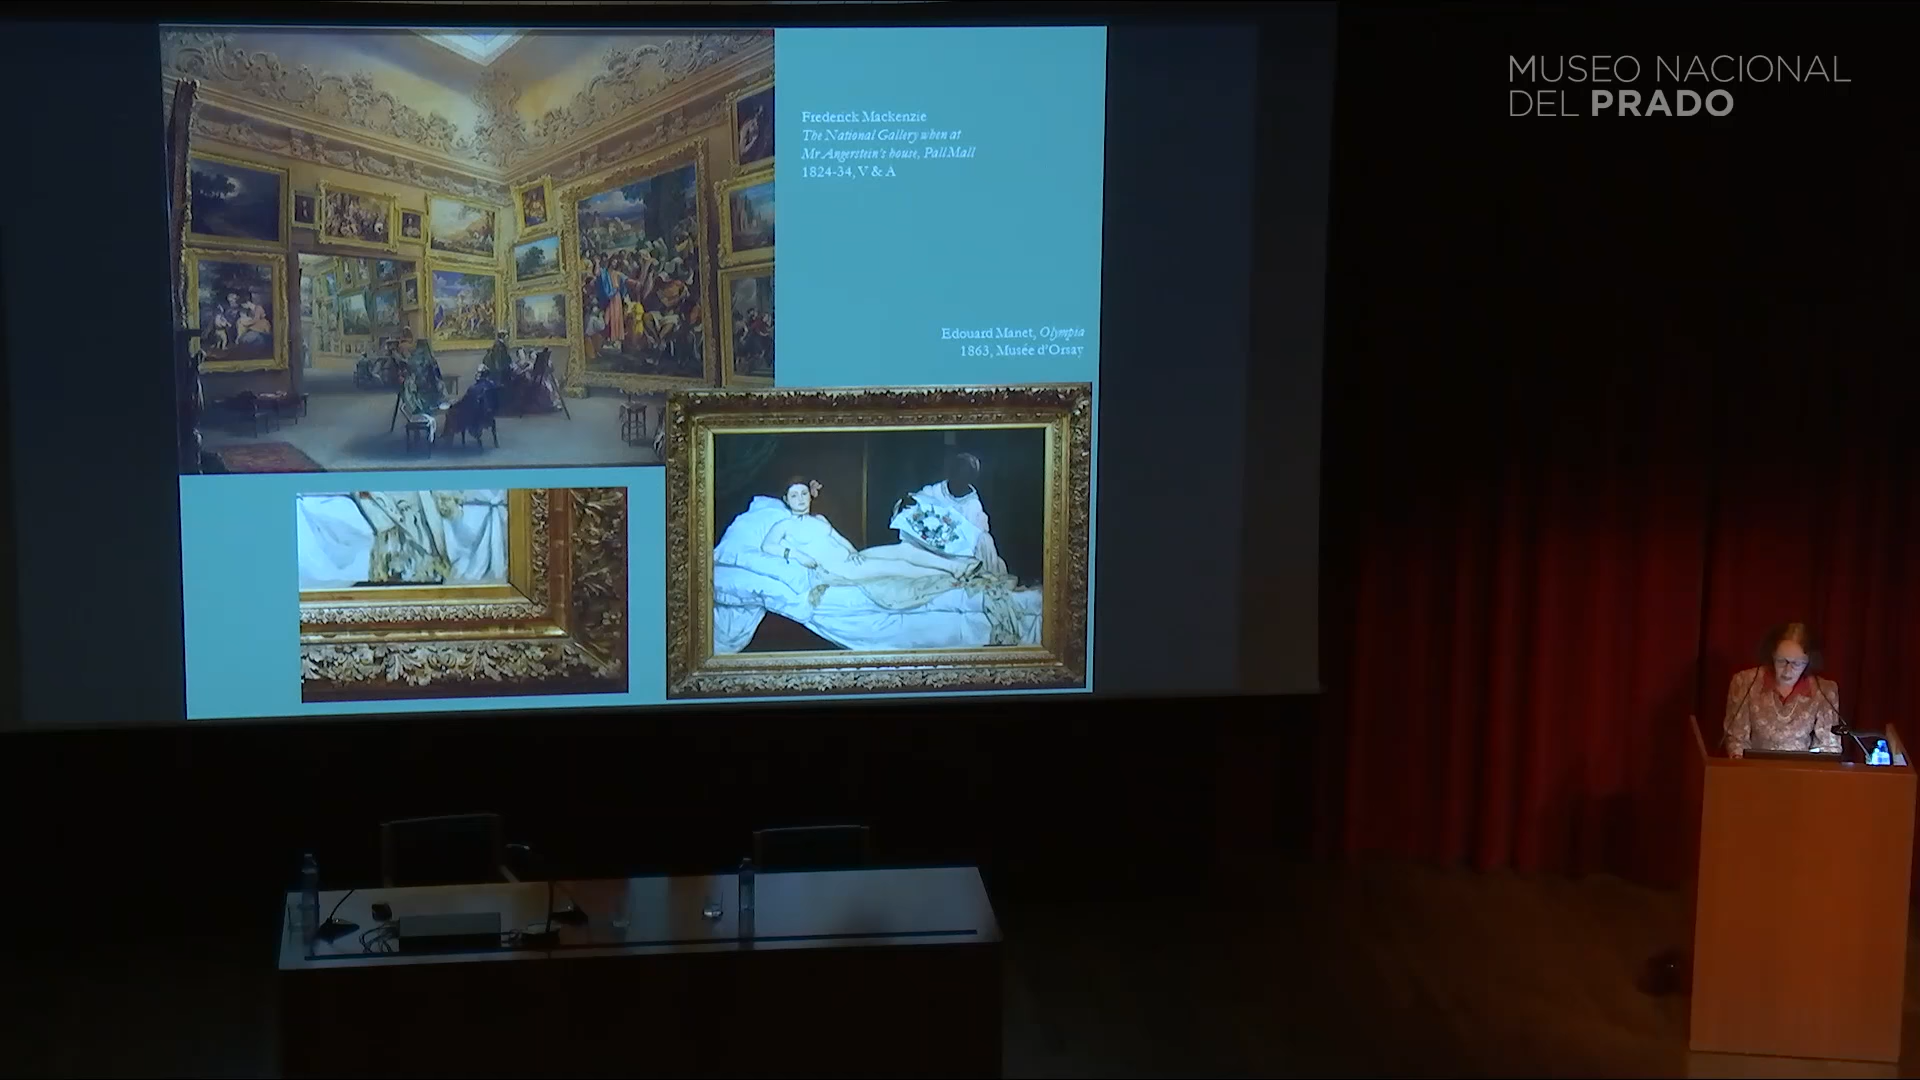 MUSEO NACIONAL
DEL PRADO
Frederick Mackenzie
The National Gallery when at
Mr Angerstein's house, Pall Mall
1824-34, V & A
Edouard Manet, Olympia
1863, Musée d'Orsay